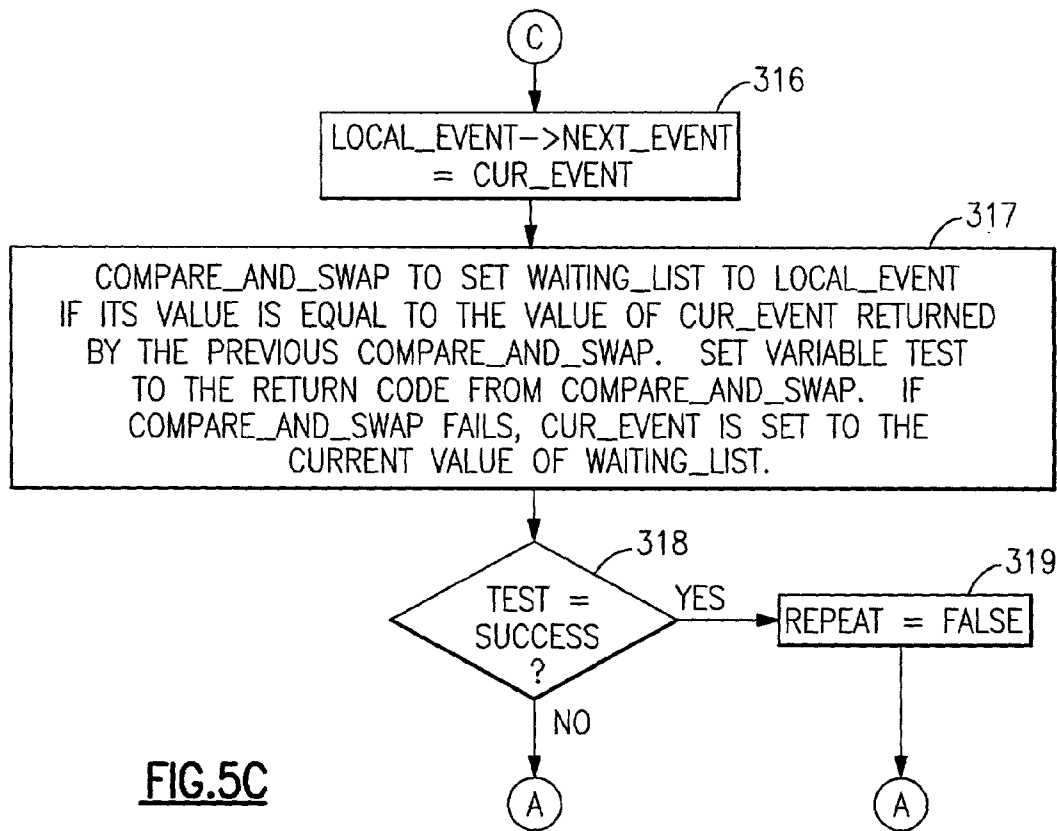 C
316
LOCAL_EVENT->NEXT_EVENT
= CUR_EVENT
317
COMPARE_AND_SWAP TO SET WAITING_LIST TO LOCAL_EVENT
IF ITS VALUE IS EQUAL TO THE VALUE OF CUR_EVENT RETURNED
BY THE PREVIOUS COMPARE_AND_SWAP. SET VARIABLE TEST
TO THE RETURN CODE FROM COMPARE_AND_SWAP. IF
COMPARE_AND_SWAP FAILS, CUR_EVENT IS SET TO THE
CURRENT VALUE OF WAITING_LIST.
318
TEST =
SUCCESS
?
YES
319
REPEAT = FALSE
NO
A
A
FIG.5C